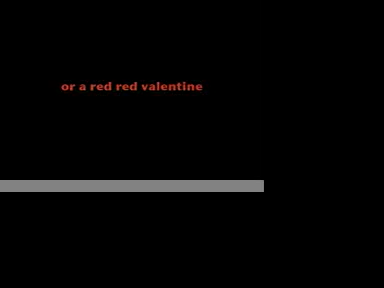 or a red red valentine